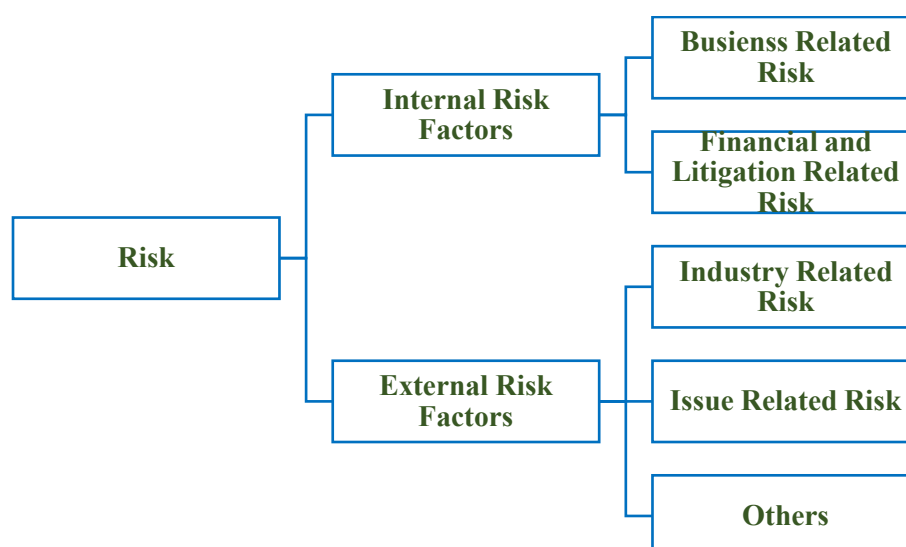 Risk
Internal Risk
Factors
Busienss Related
Risk
Financial and
Litigation Related
Risk
External Risk
Factors
Industry Related
Risk
Issue Related Risk
Others